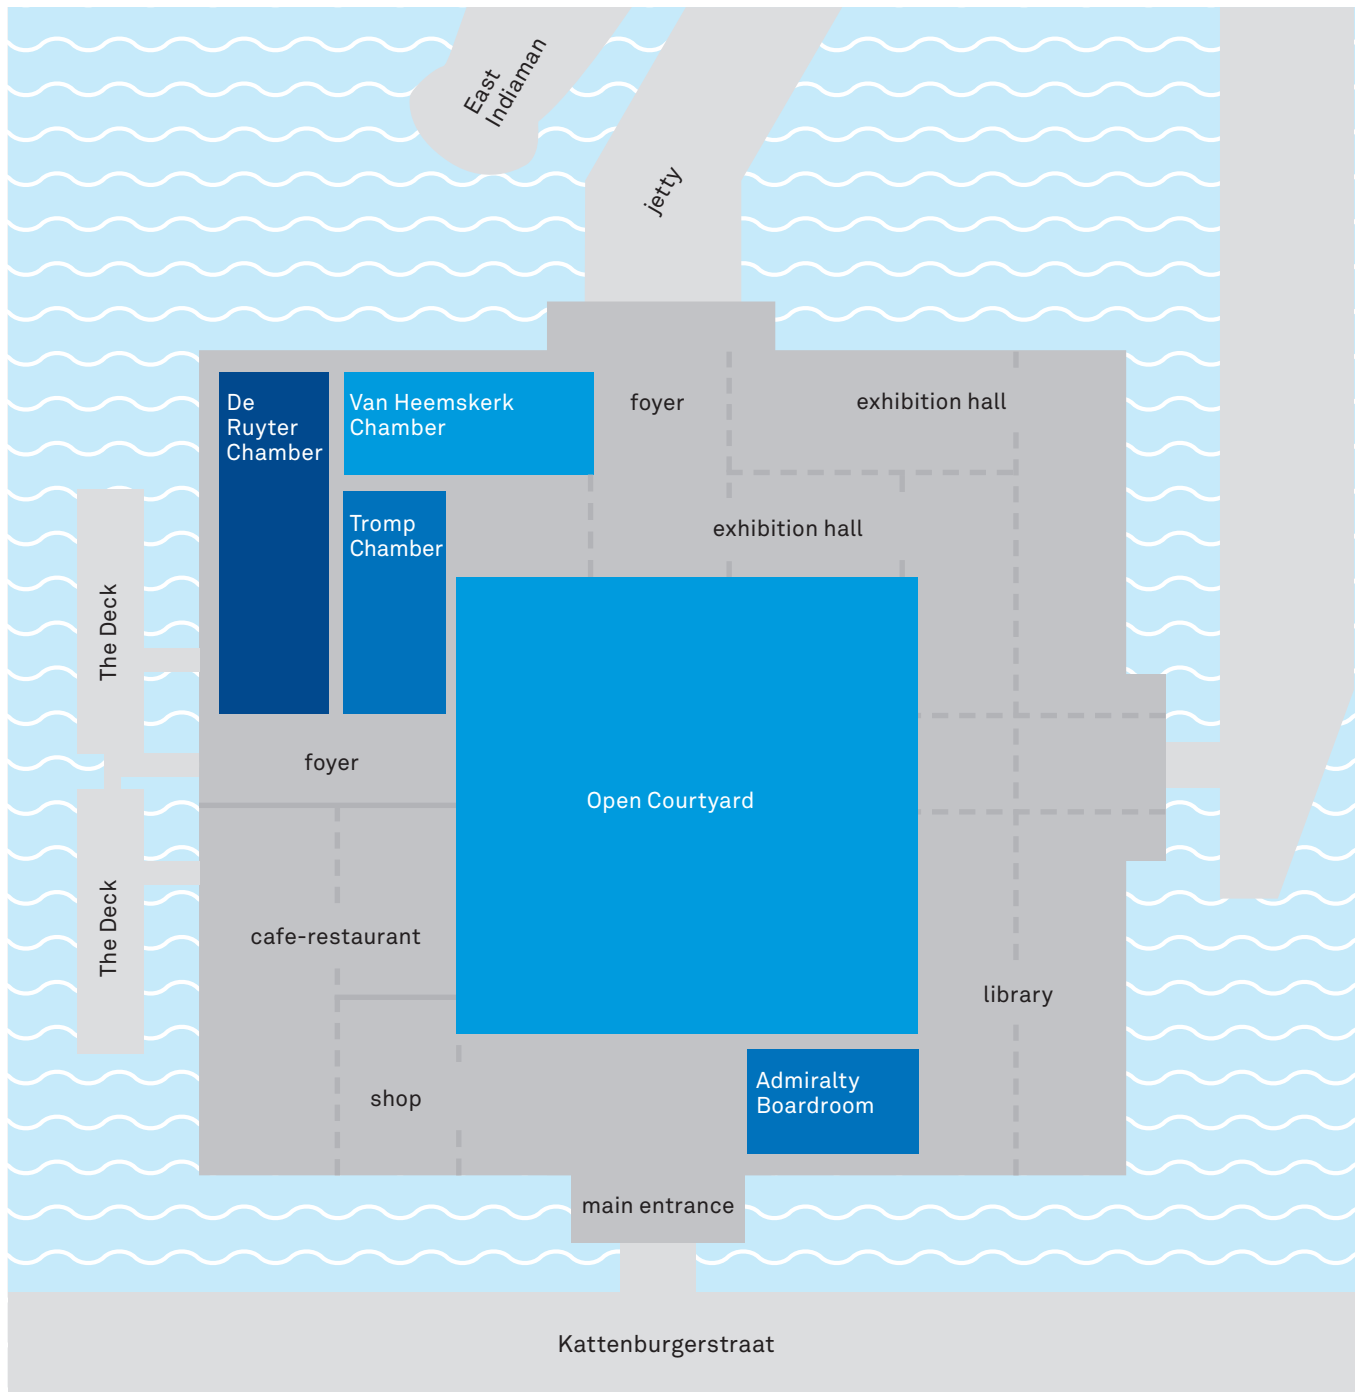 East
Indiaman
jetty
De
Ruyter
Chamber
Van Heemskerk
Chamber
foyer
exhibition hall
Tromp
Chamber
exhibition hall
The Deck
foyer
Open Courtyard
The Deck
cafe-restaurant
library
Admiralty
Boardroom
shop
main entrance
Kattenburgerstraat